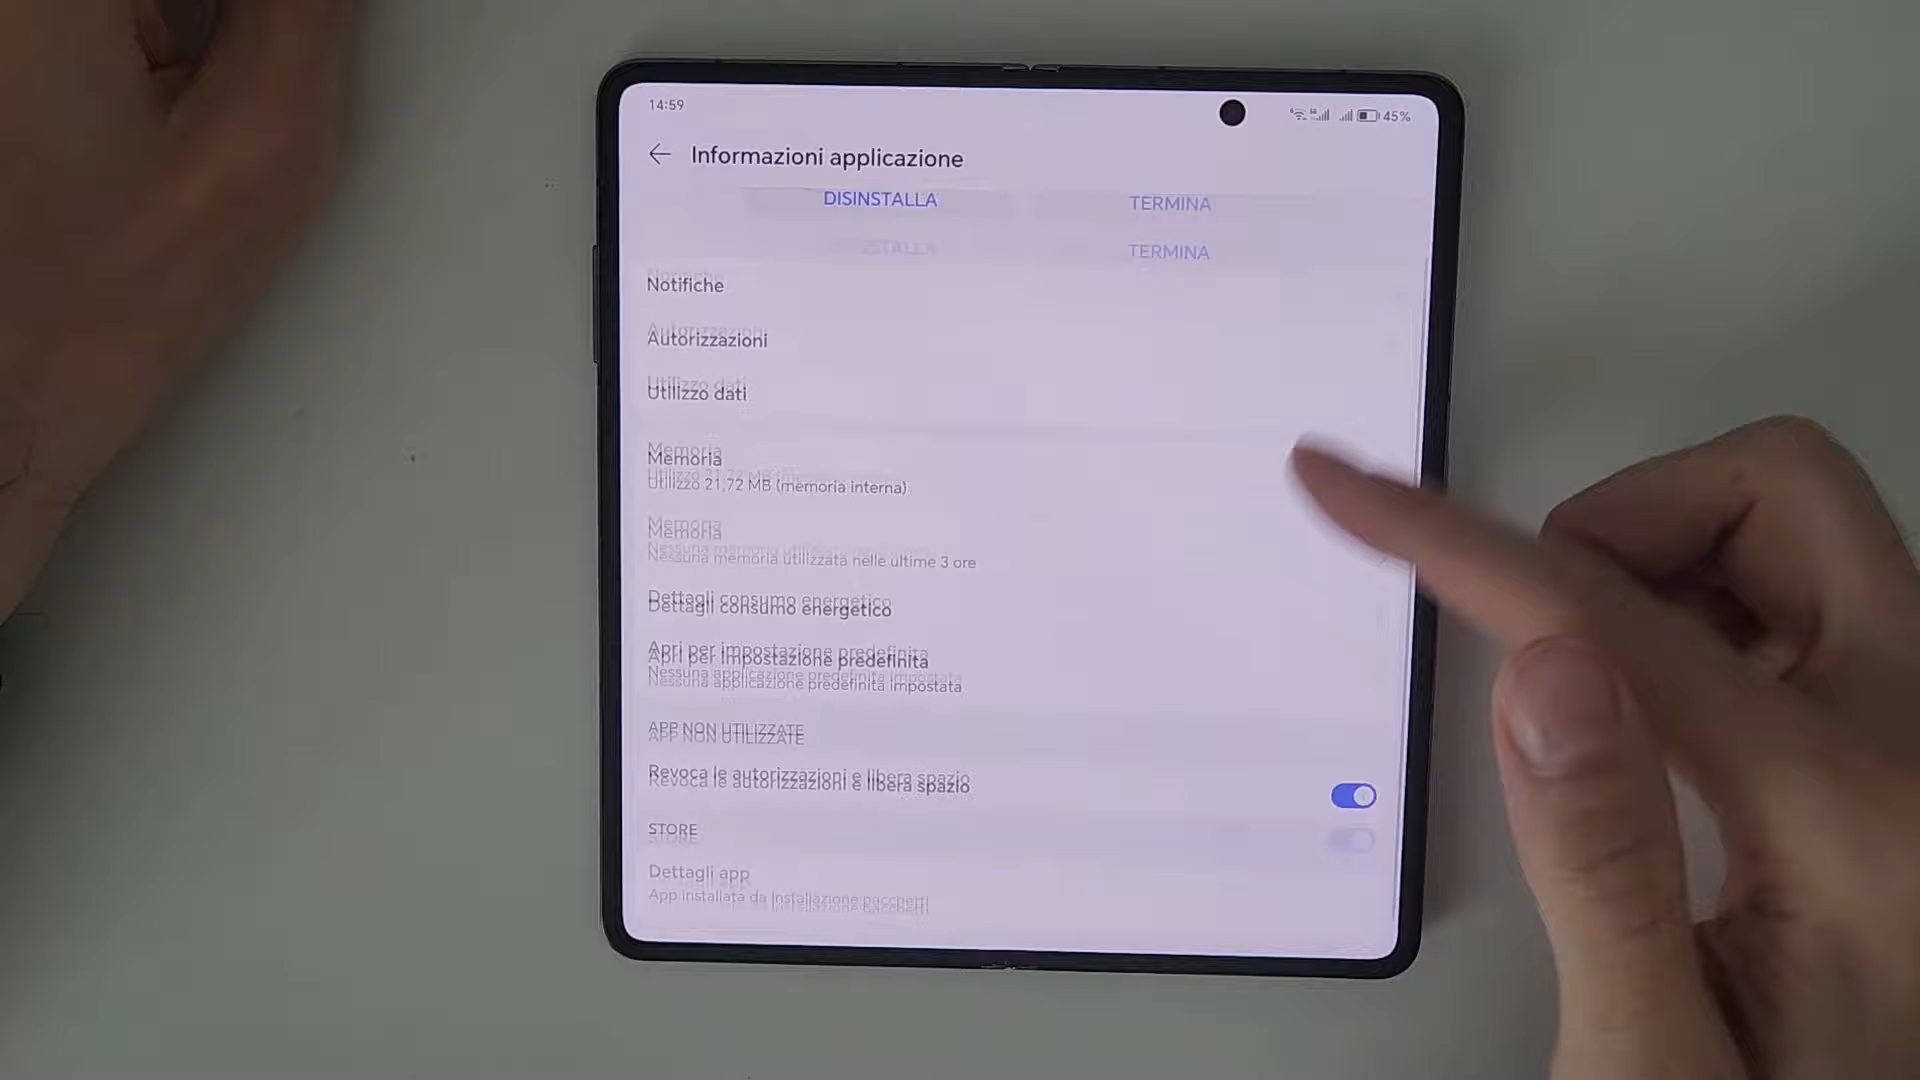 14:59
45%
Informazioni applicazione
DISINSTALLA
TERMINA
TERMINA
Notifiche
Autorizzazioni
Utilizzo dati
Memoria
Utilizzo 21,72 MB (memoria interna)
Memoria
Nessuna memoria utilizzata nelle ultime 3 ore
Dettagli consumo energetico
Apri per impostazione predefinita
Nessuna applicazione predefinita impostata
APP NON UTILIZZATE
Revoca le autorizzazioni e libera spazio
STORE
Dettagli app
App installata da Installazione pacchetti